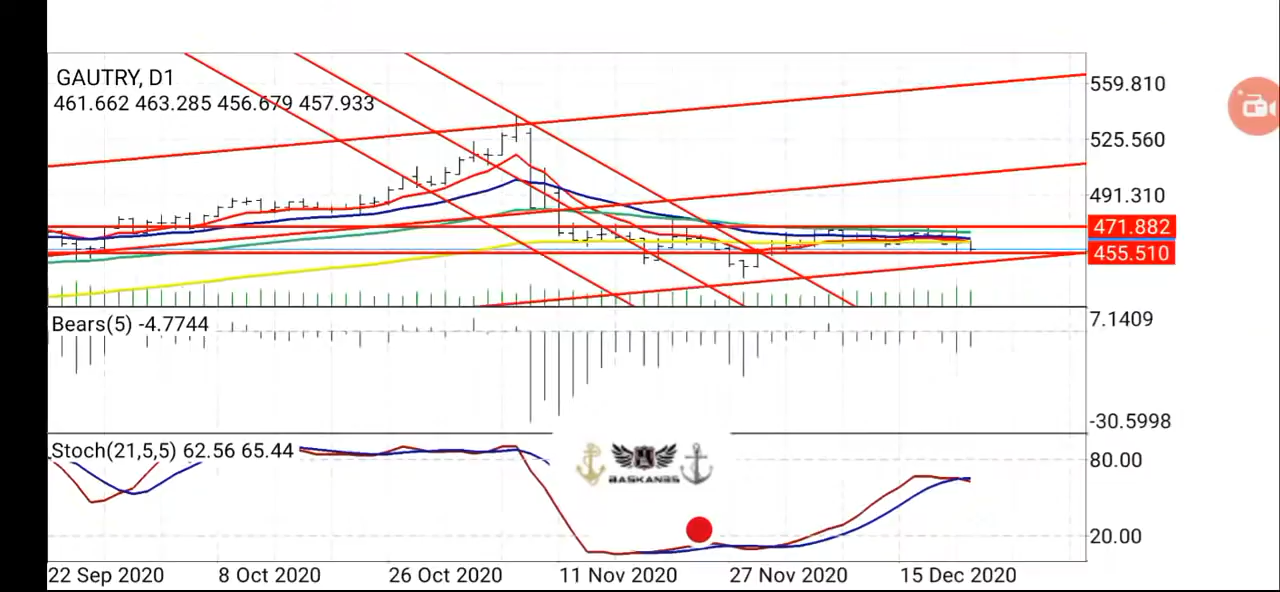 GAUTRY, D1
461.662 463.285 456.679 457.933
559.810
525.560
491.310
471.882
455.510
Bears(5) -4.7744
7.1409
-30.5998
Stoch(21,5,5) 62.56 65.44
80.00
BASKAN35
20.00
22 Sep 2020
8 Oct 2020
26 Oct 2020
11 Nov 2020
27 Nov 2020
15 Dec 2020